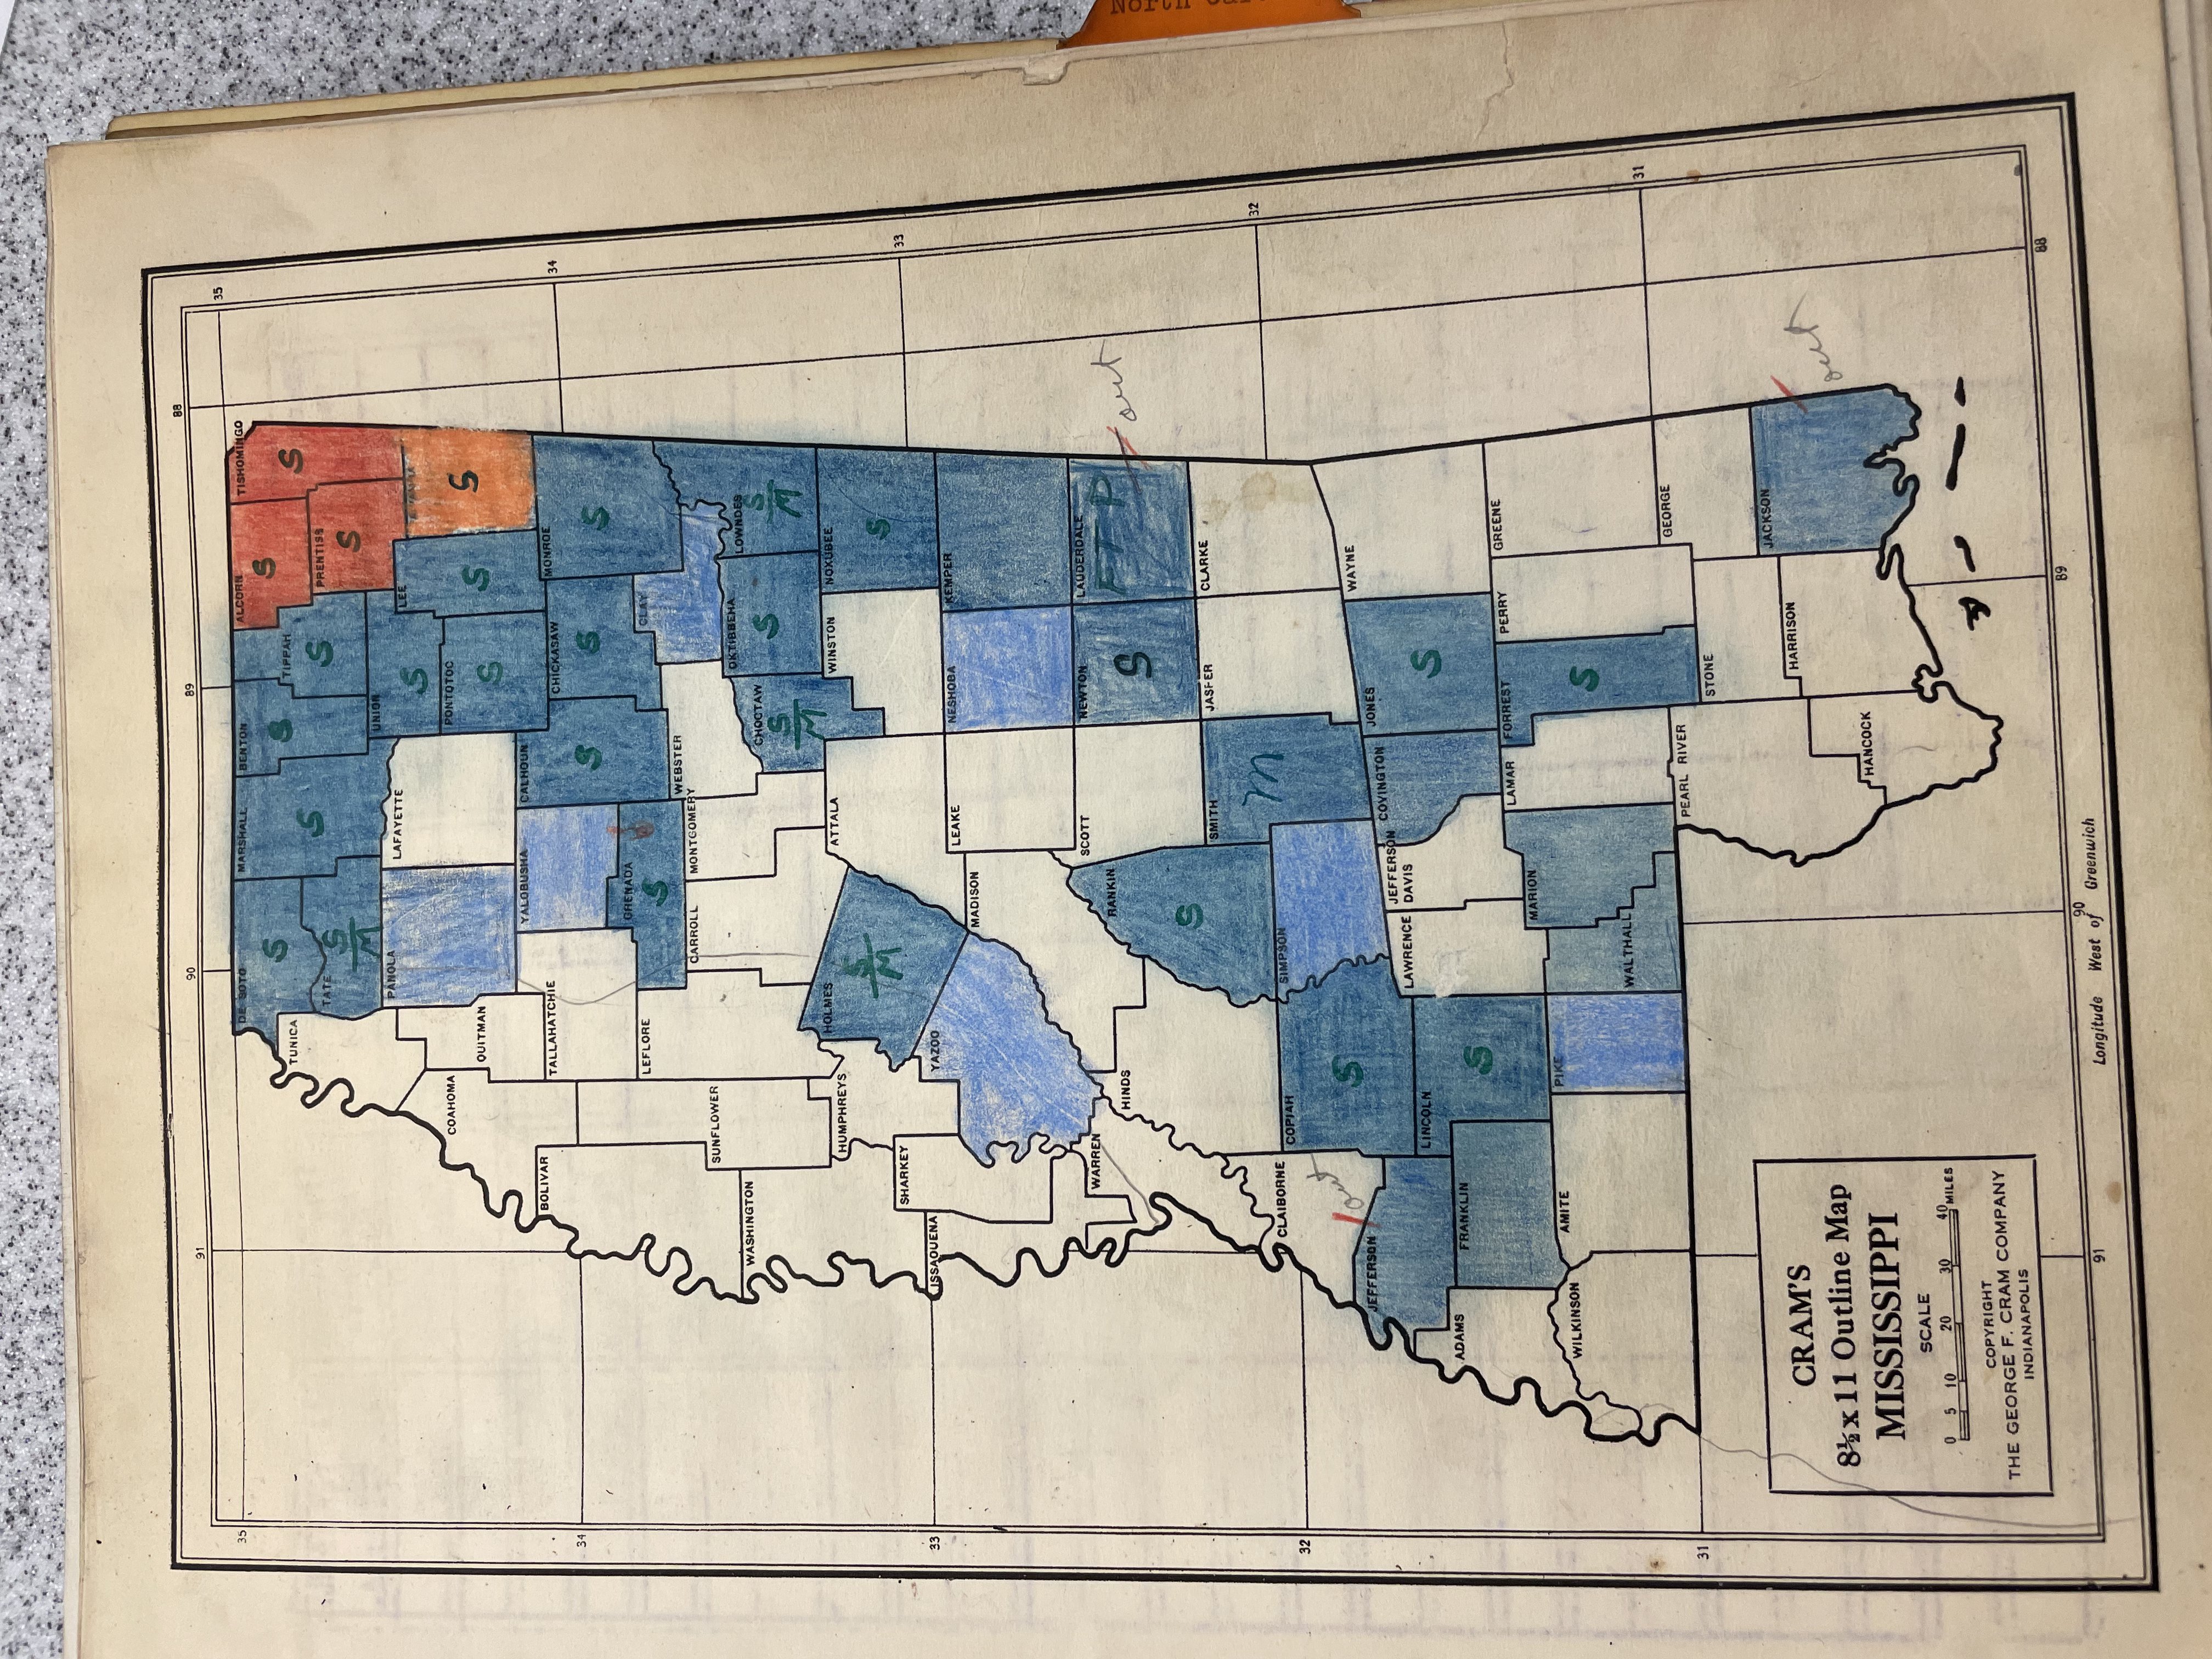 91
90
89
88
35
35
DE SOTO
MARSHALL
BENTON
ALCORN
TISHOMINGO
S
S
S
S
S
TUNICA
TIPPAH
S
TATE
S
M
PRENTISS
S
PANOLA
LAFAYETTE
UNION
S
LEE
S
COAHOMA
QUITMAN
PONTOTOC
S
S
BOLIVAR
TALLAHATCHIE
YALOBUSHA
CALHOUN
S
CHICKASAW
S
MONROE
S
34
34
LEFLORE
GRENADA
S
CLAY
CARROLL
MONTGOMERY
WEBSTER
SUNFLOWER
WASHINGTON
CHOCTAW
S
M
OKTIBBEHA
S
LOWNDES
S
M
HUMPHREYS
HOLMES
S
M
ATTALA
WINSTON
NOXUBEE
S
SHARKEY
33
33
ISSAQUENA
YAZOO
MADISON
LEAKE
NESHOBA
KEMPER
WARREN
HINDS
RANKIN
S
SCOTT
NEWTON
S
LAUDERDALE
FTP
out
SMITH
M
JASPER
CLARKE
32
32
CLAIBORNE
out
COPIAH
S
SIMPSON
JEFFERSON
LINCOLN
S
LAWRENCE
JEFFERSON
DAVIS
COVINGTON
JONES
S
WAYNE
ADAMS
FRANKLIN
MARION
LAMAR
FORREST
S
PERRY
GREENE
WILKINSON
AMITE
PIKE
WALTHALL
31
31
PEARL RIVER
GEORGE
STONE
JACKSON
out
HARRISON
HANCOCK
CRAM'S
8½x11 Outline Map
MISSISSIPPI
SCALE
0 5 10 20 30 40 MILES
COPYRIGHT
THE GEORGE F. CRAM COMPANY
INDIANAPOLIS
91
90
89
88
Longitude West of Greenwich